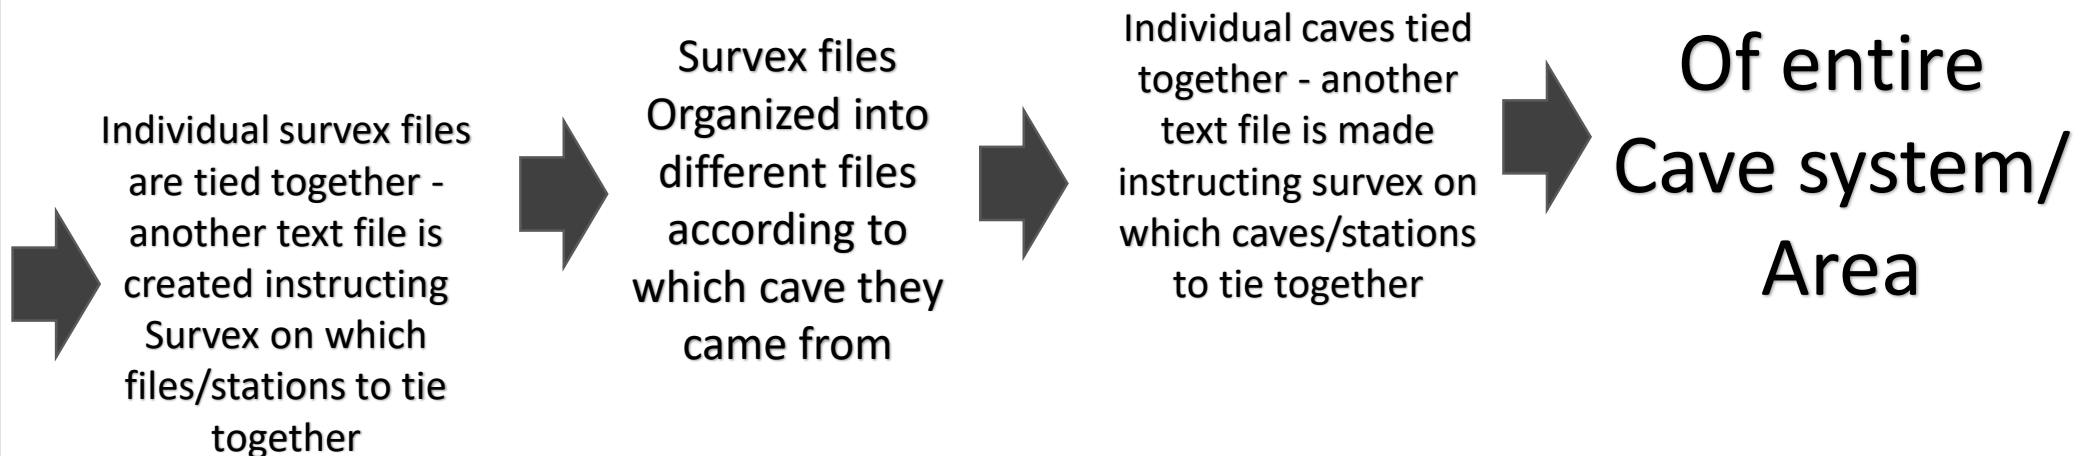 Individual survex files
are tied together -
another text file is
created instructing
Survex on which
files/stations to tie
together
Survex files
Organized into
different files
according to
which cave they
came from
Individual caves tied
together - another
text file is made
instructing survex on
which caves/stations
to tie together
Of entire
Cave system/
Area